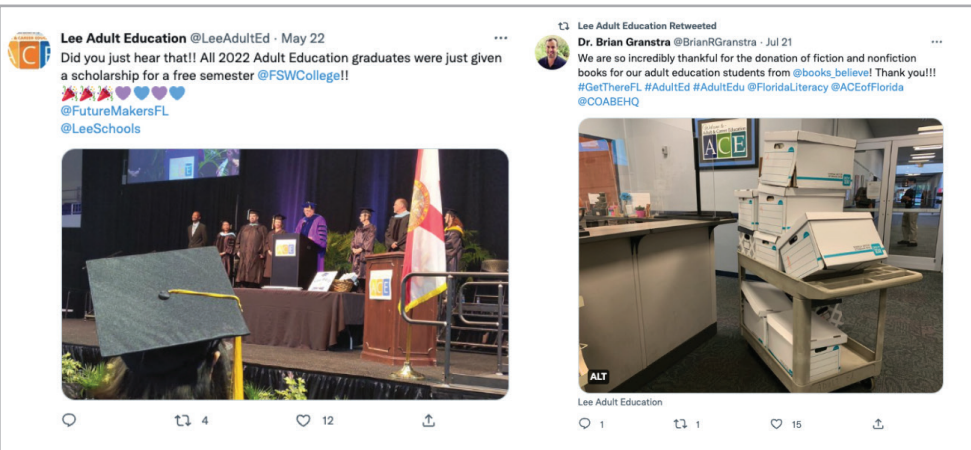 Lee Adult Education @LeeAdultEd · May 22
Did you just hear that!! All 2022 Adult Education graduates were just given
a scholarship for a free semester @FSWCollege!!
@FutureMakersFL
@LeeSchools
4
12
Lee Adult Education Retweeted
Dr. Brian Granstra @BrianRGranstra · Jul 21
We are so incredibly thankful for the donation of fiction and nonfiction
books for our adult education students from @books_believe! Thank you!!!
#GetThereFL #AdultEd #AdultEdu @FloridaLiteracy @ACEofFlorida
@COABEHQ
ACE
ALT
Lee Adult Education
1
1
15